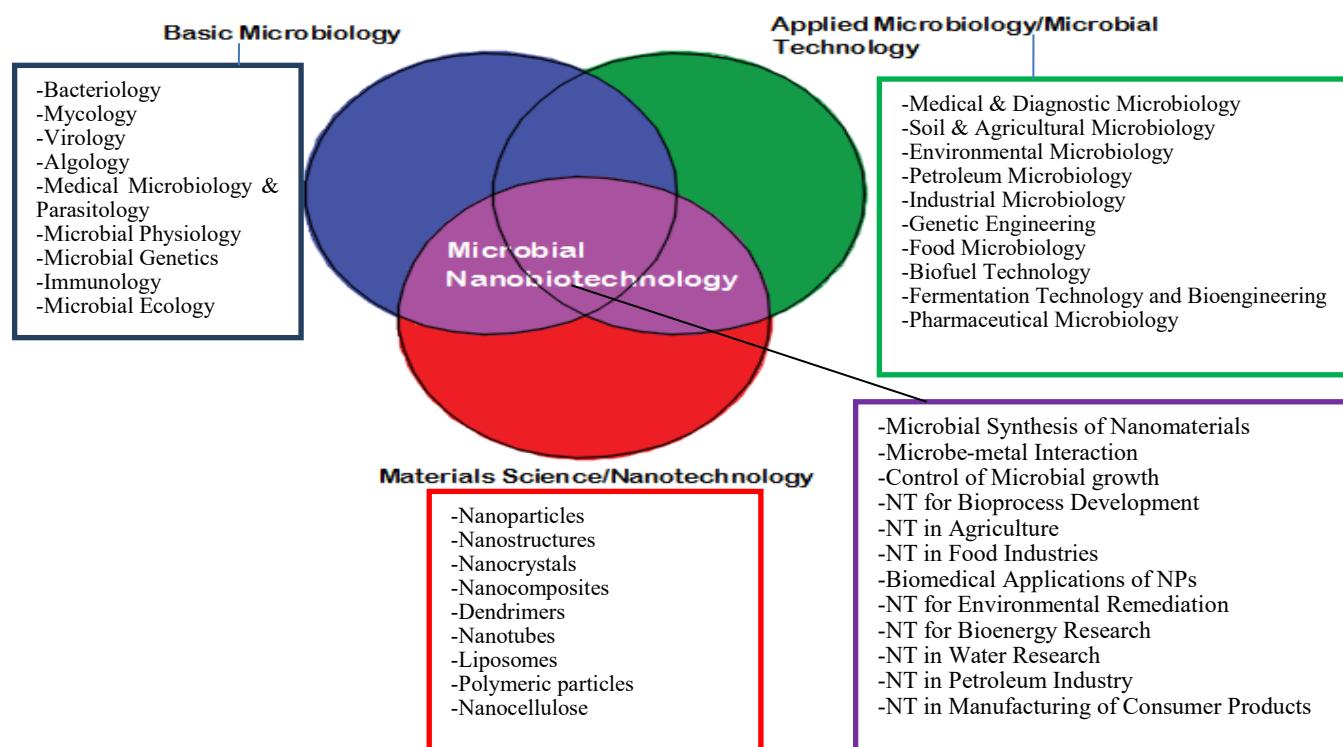 Basic Microbiology
-Bacteriology
-Mycology
-Virology
-Algology
-Medical Microbiology &
Parasitology
-Microbial Physiology
-Microbial Genetics
-Immunology
-Microbial Ecology
Applied Microbiology/Microbial
Technology
-Medical & Diagnostic Microbiology
-Soil & Agricultural Microbiology
-Environmental Microbiology
-Petroleum Microbiology
-Industrial Microbiology
-Genetic Engineering
-Food Microbiology
-Biofuel Technology
-Fermentation Technology and Bioengineering
-Pharmaceutical Microbiology
Microbial
Nanobiotechnology
Materials Science/Nanotechnology
-Nanoparticles
-Nanostructures
-Nanocrystals
-Nanocomposites
-Dendrimers
-Nanotubes
-Liposomes
-Polymeric particles
-Nanocellulose
-Microbial Synthesis of Nanomaterials
-Microbe-metal Interaction
-Control of Microbial growth
-NT for Bioprocess Development
-NT in Agriculture
-NT in Food Industries
-Biomedical Applications of NPs
-NT for Environmental Remediation
-NT for Bioenergy Research
-NT in Water Research
-NT in Petroleum Industry
-NT in Manufacturing of Consumer Products